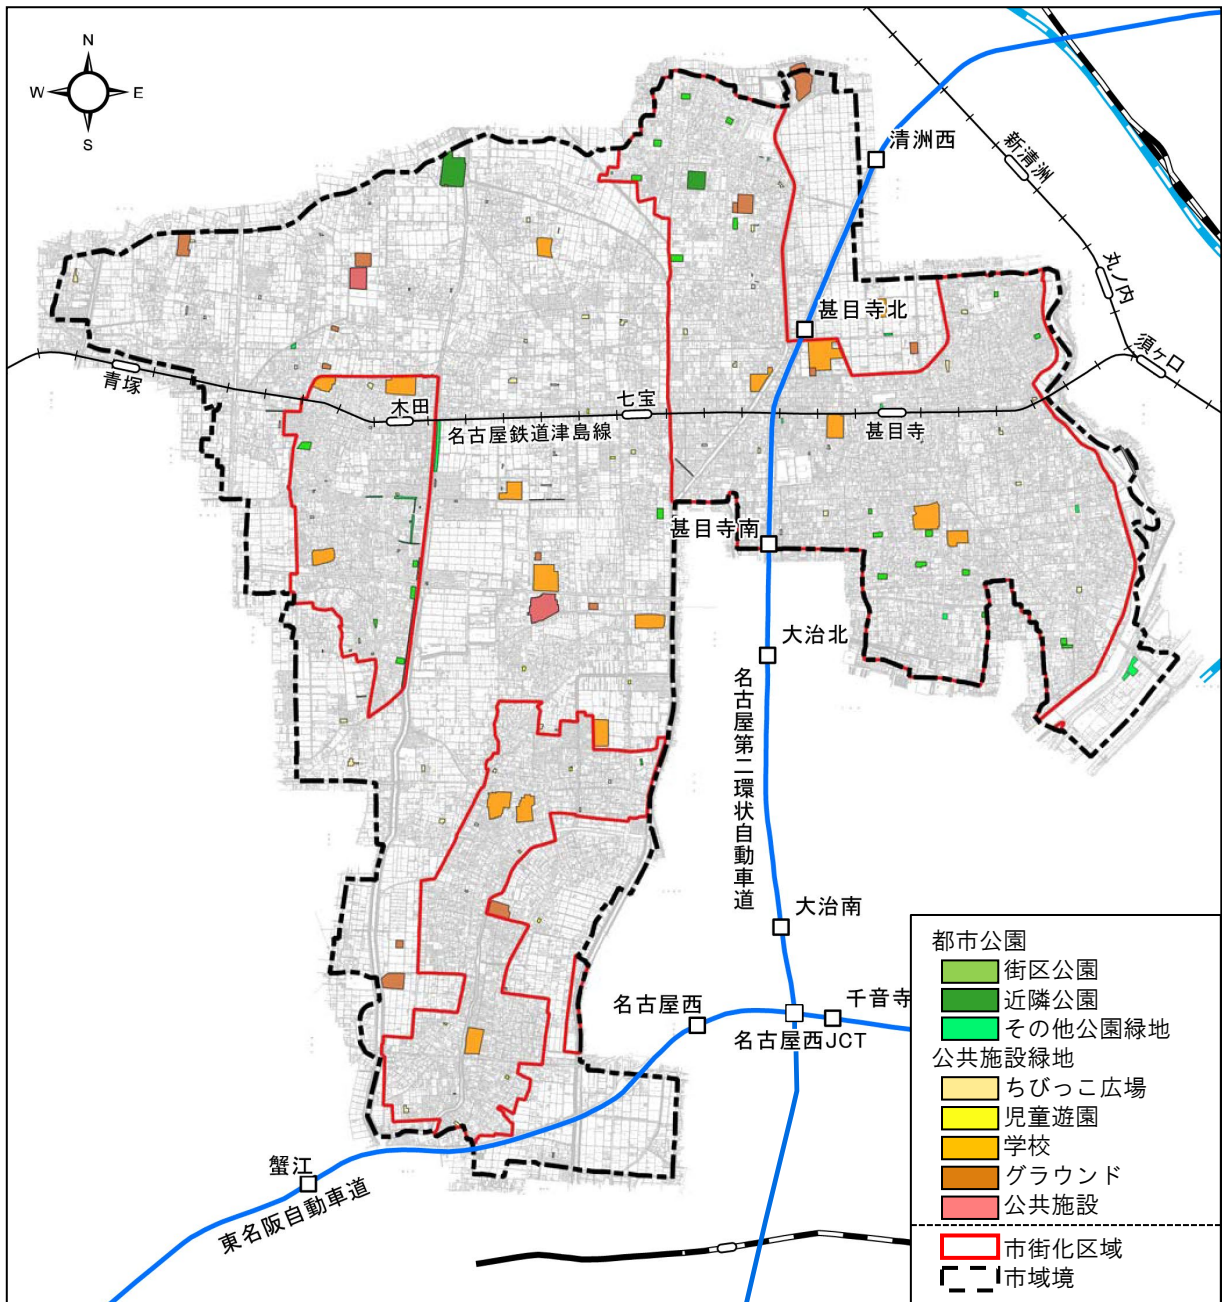 N
W
E
S
清洲西
新清洲
丸ノ内
須ヶ口
甚目寺北
青塚
木田
七宝
名古屋鉄道津島線
甚目寺
甚目寺南
大治北
名古屋第二環状自動車道
大治南
名古屋西
千音寺
名古屋西JCT
蟹江
東名阪自動車道
都市公園
街区公園
近隣公園
その他公園緑地
公共施設緑地
ちびっこ広場
児童遊園
学校
グラウンド
公共施設
市街化区域
市域境